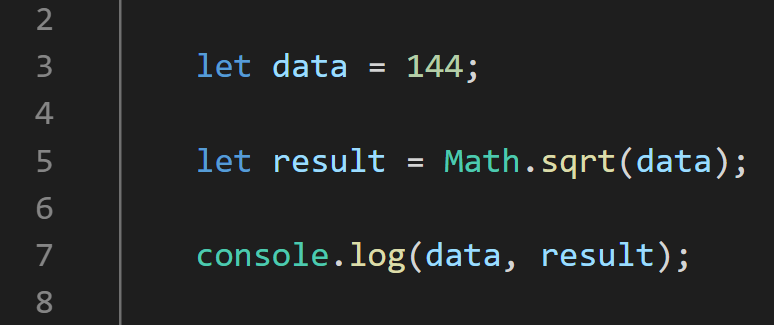 2
3 let data = 144;
4
5 let result = Math.sqrt(data);
6
7 console.log(data, result);
8